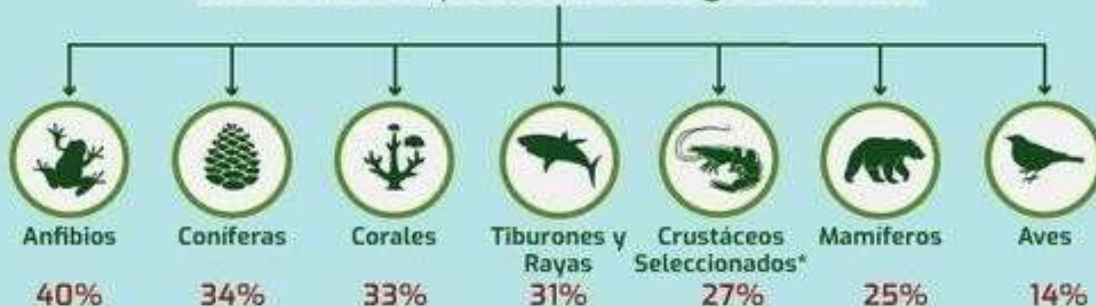 Anfibios
40%
Coníferas
34%
Corales
33%
Tiburones y
Rayas
31%
Crustáceos
Seleccionados*
27%
Mamíferos
25%
Aves
14%